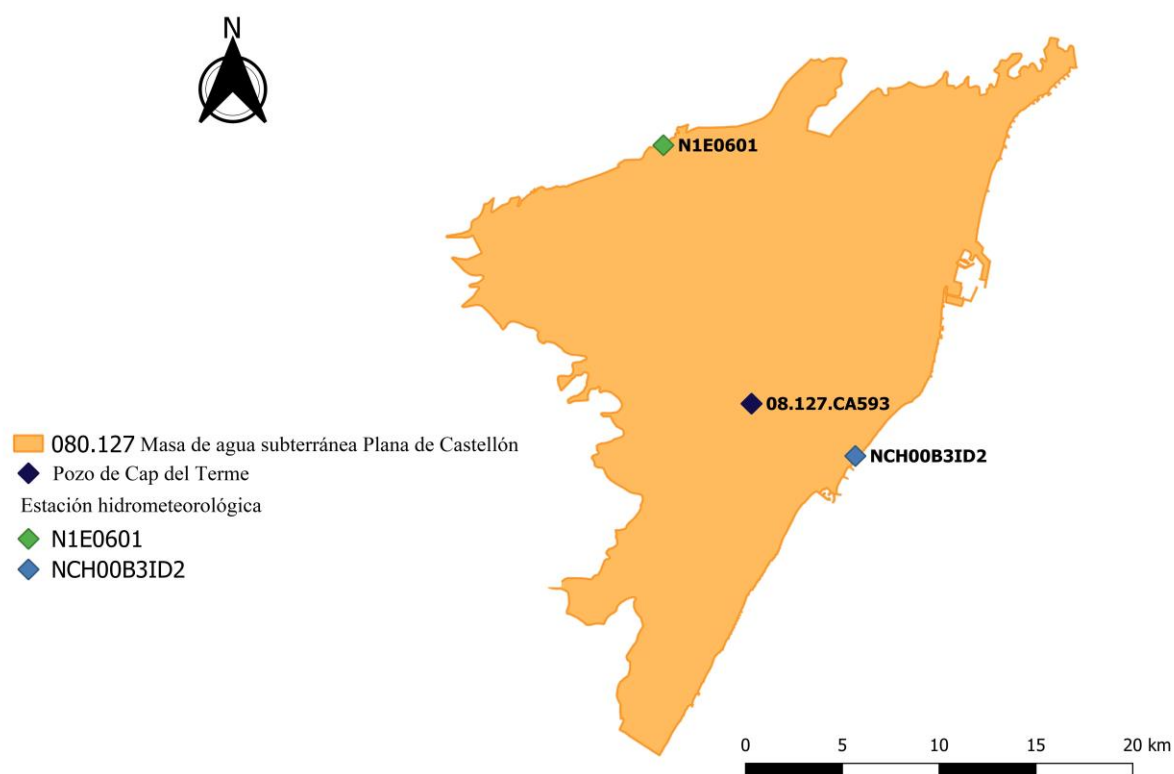 N
N1E0601
08.127.CA593
NCH00B3ID2
080.127 Masa de agua subterránea Plana de Castellón
Pozo de Cap del Terme
Estación hidrometeorológica
N1E0601
NCH00B3ID2
0 5 10 15 20 km